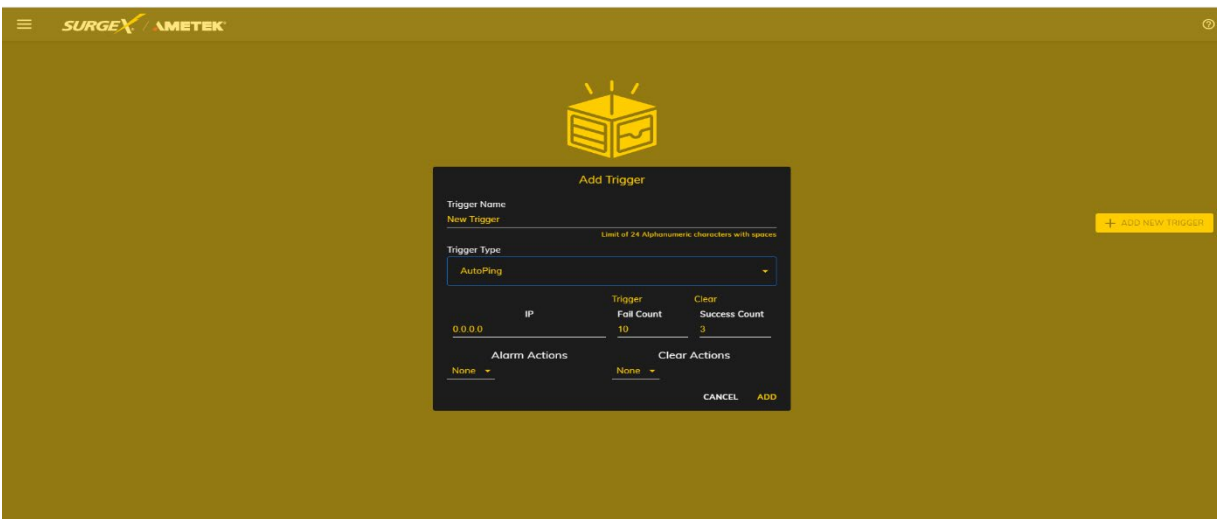 SURGEX / AMETEK
Add Trigger
Trigger Name
New Trigger
Limit of 24 Alphanumeric characters with spaces
+ ADD NEW TRIGGER
Trigger Type
AutoPing
Trigger Clear
IP Fail Count Success Count
0.0.0.0 10 3
Alarm Actions Clear Actions
None None
CANCEL ADD